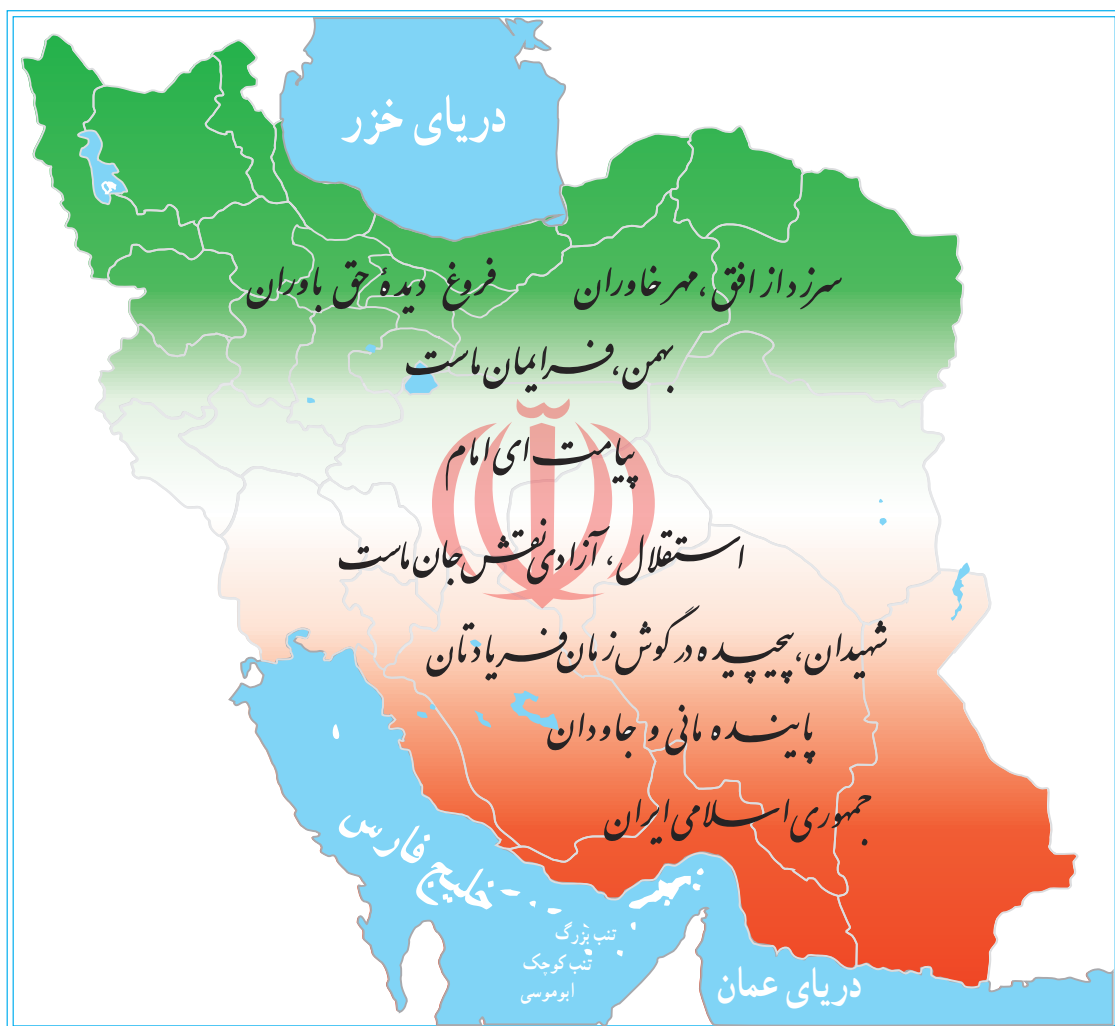 دریای خزر
سرزد از افق، مهر خاوران فروغ دیدهٔ حق باوران
بهمن، فر ایمان ماست
پیامت ای امام
استقلال، آزادی نقش جان ماست
شهیدان، پیچیده در گوش زمان فریادتان
پاینده مانی و جاودان
جمهوری اسلامی ایران
خلیج فارس
تنب بزرگ
تنب کوچک
ابوموسی
دریای عمان